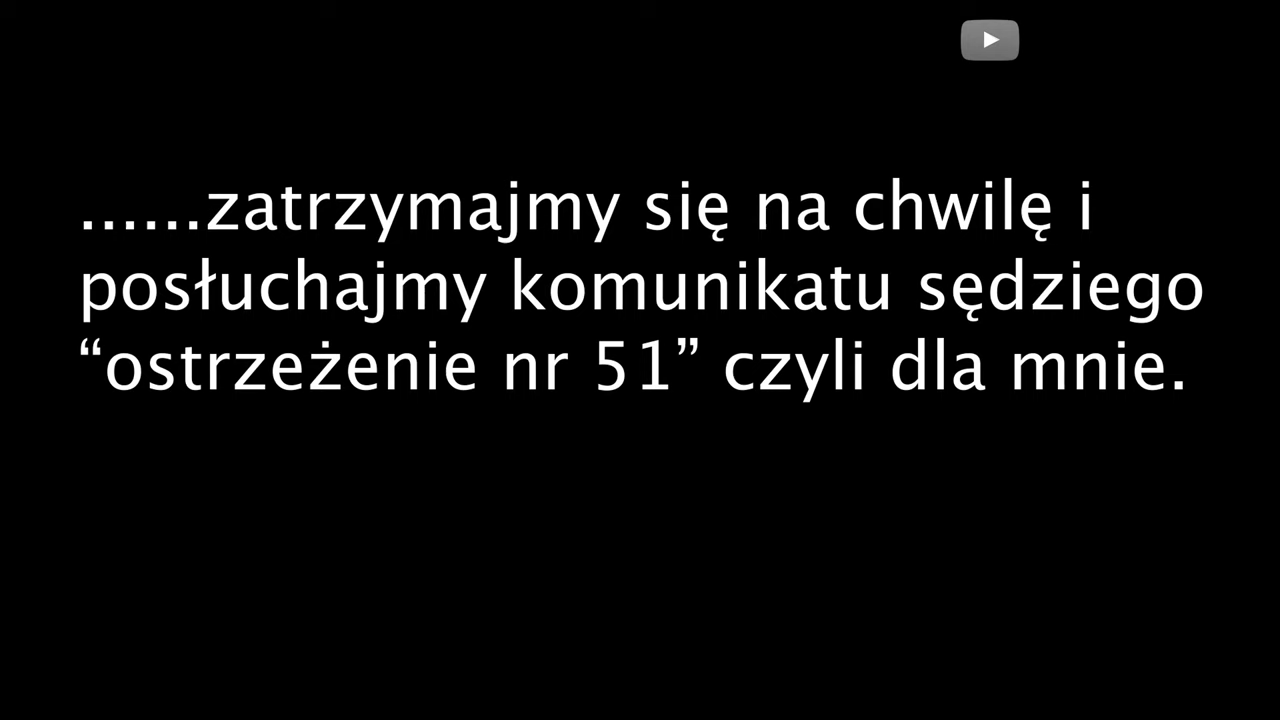 ......zatrzymajmy się na chwilę i
posłuchajmy komunikatu sędziego
“ostrzeżenie nr 51” czyli dla mnie.